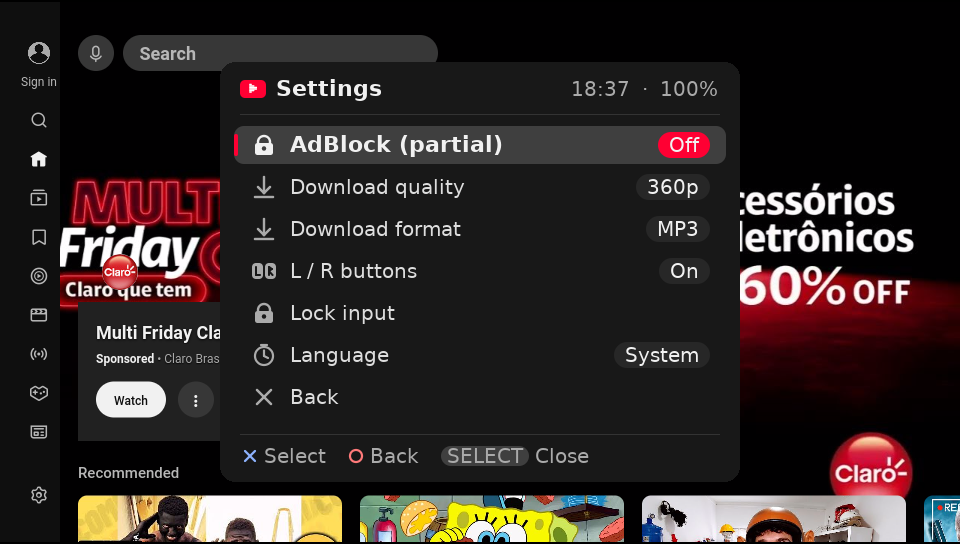 Search
Sign in
Settings
18:37 · 100%
AdBlock (partial)
Off
Download quality
360p
Download format
MP3
L / R buttons
On
Lock input
Language
System
Back
Select
Back
SELECT Close
MULTI
Friday
Claro
Claro que tem
cessórios
letrônicos
60% OFF
Multi Friday Cla
Sponsored • Claro Bras
Watch
Recommended
Claro